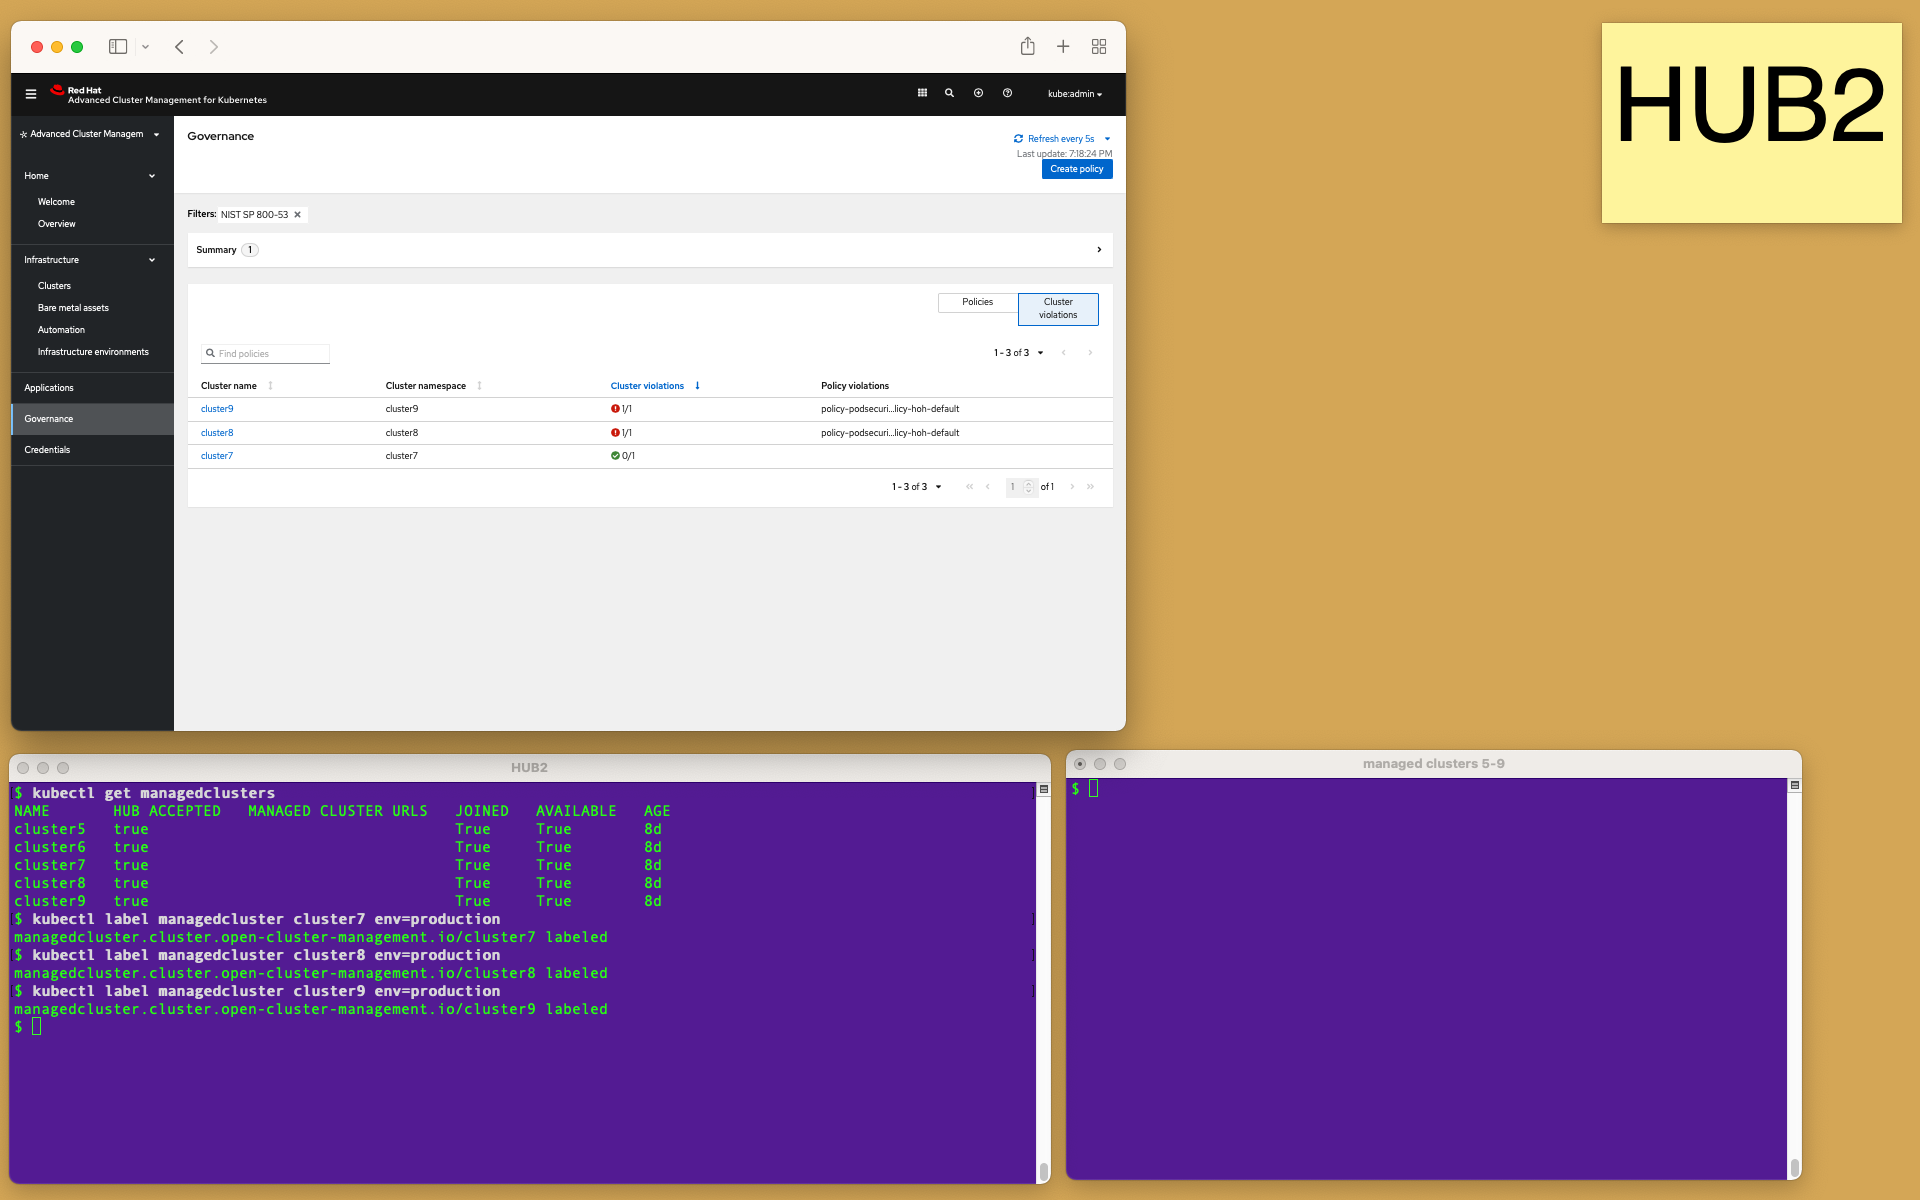 Red Hat
Advanced Cluster Management for Kubernetes
kube:admin
Advanced Cluster Managem
Home
Welcome
Overview
Infrastructure
Clusters
Bare metal assets
Automation
Infrastructure environments
Applications
Governance
Credentials
Governance
Refresh every 5s
Last update: 7:18:24 PM
Create policy
Filters: NIST SP 800-53
Summary 1
Policies
Cluster violations
Find policies
1 - 3 of 3
Cluster name Cluster namespace Cluster violations Policy violations
cluster9 cluster9 1/1 policy-podsecuri...licy-hoh-default
cluster8 cluster8 1/1 policy-podsecuri...licy-hoh-default
cluster7 cluster7 0/1
1 - 3 of 3 1 of 1
HUB2
HUB2
$ kubectl get managedclusters
NAME HUB ACCEPTED MANAGED CLUSTER URLS JOINED AVAILABLE AGE
cluster5 true True True 8d
cluster6 true True True 8d
cluster7 true True True 8d
cluster8 true True True 8d
cluster9 true True True 8d
$ kubectl label managedcluster cluster7 env=production
managedcluster.cluster.open-cluster-management.io/cluster7 labeled
$ kubectl label managedcluster cluster8 env=production
managedcluster.cluster.open-cluster-management.io/cluster8 labeled
$ kubectl label managedcluster cluster9 env=production
managedcluster.cluster.open-cluster-management.io/cluster9 labeled
$
managed clusters 5-9
$